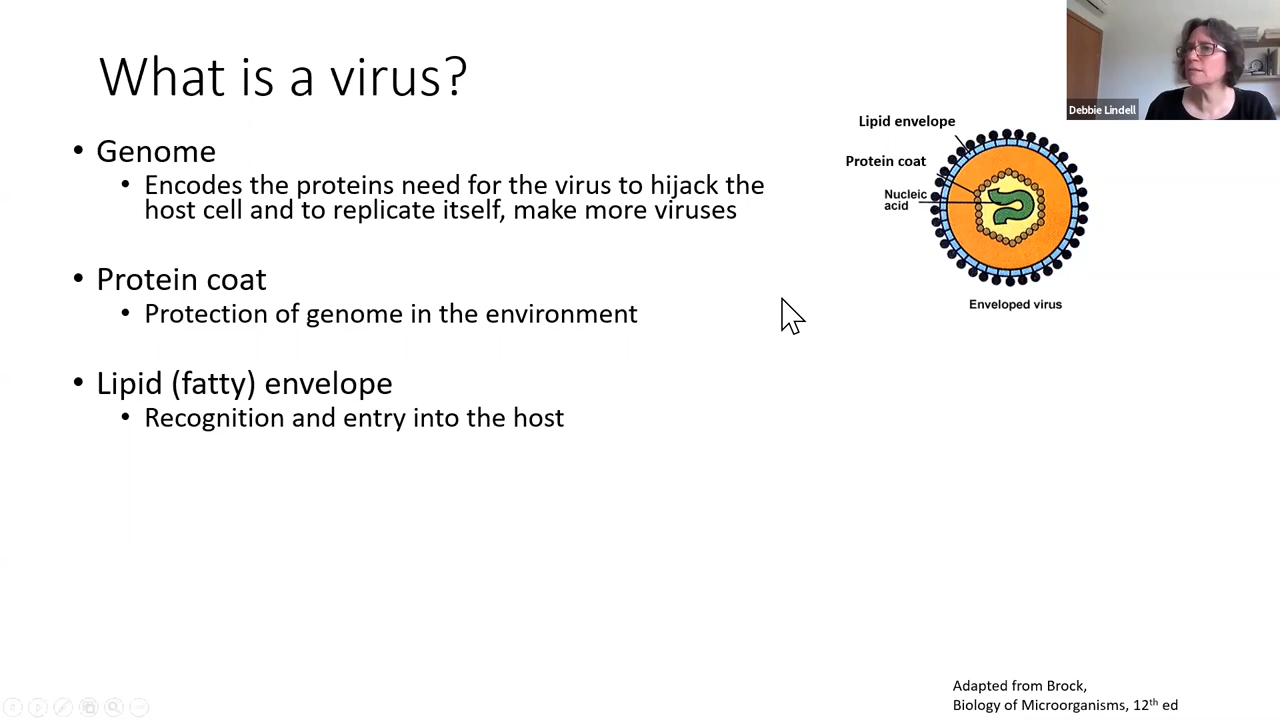 What is a virus?
• Genome
• Encodes the proteins need for the virus to hijack the
host cell and to replicate itself, make more viruses
• Protein coat
• Protection of genome in the environment
• Lipid (fatty) envelope
• Recognition and entry into the host
Debbie Lindell
Lipid envelope
Protein coat
Nucleic
acid
Enveloped virus
Adapted from Brock,
Biology of Microorganisms, 12th ed